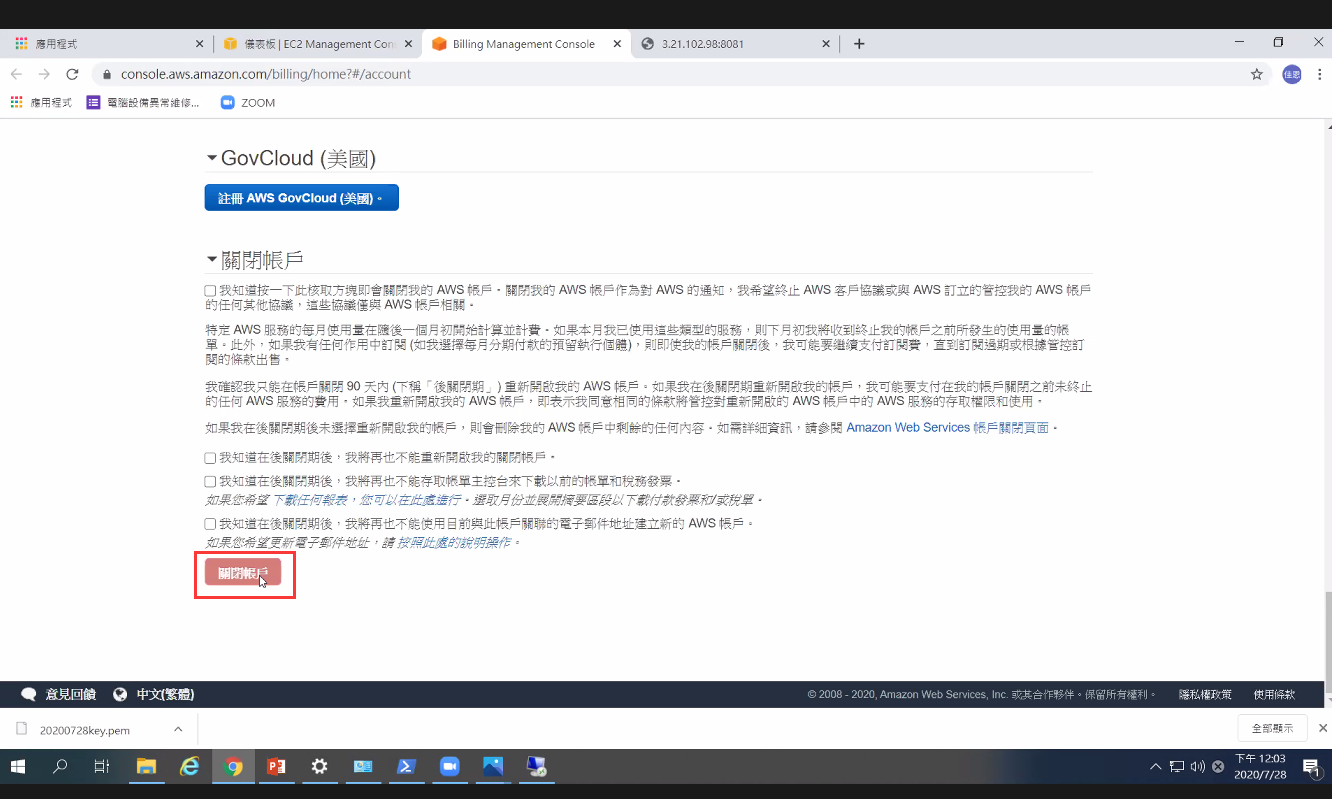 應用程式
儀表板 | EC2 Management Con
Billing Management Console
3.21.102.98:8081
console.aws.amazon.com/billing/home?#/account
佳恩
應用程式
電腦設備異常維修...
ZOOM
GovCloud (美國)
註冊 AWS GovCloud (美國)。
關閉帳戶
我知道按一下此核取方塊即會關閉我的 AWS 帳戶。關閉我的 AWS 帳戶作為對 AWS 的通知，我希望終止 AWS 客戶協議或與 AWS 訂立的管控我的 AWS 帳戶
的任何其他協議，這些協議僅與 AWS 帳戶相關。
特定 AWS 服務的每月使用量在隨後一個月初開始計算並計費。如果本月我已使用這些類型的服務，則下月初我將收到終止我的帳戶之前所發生的使用量的帳
單。此外，如果我有任何作用中訂閱 (如我選擇每月分期付款的預留執行個體)，則即使我的帳戶關閉後，我可能要繼續支付訂閱費，直到訂閱過期或根據管控訂
閱的條款出售。
我確認我只能在帳戶關閉 90 天內 (下稱「後關閉期」) 重新開啟我的 AWS 帳戶。如果我在後關閉期重新開啟我的帳戶，我可能要支付在我的帳戶關閉之前未終止
的任何 AWS 服務的費用。如果我重新開啟我的 AWS 帳戶，即表示我同意相同的條款將管控對重新開啟的 AWS 帳戶中的 AWS 服務的存取權限和使用。
如果我在後關閉期後未選擇重新開啟我的帳戶，則會刪除我的 AWS 帳戶中剩餘的任何內容。如需詳細資訊，請參閱 Amazon Web Services 帳戶關閉頁面。
我知道在後關閉期後，我將再也不能重新開啟我的關閉帳戶。
我知道在後關閉期後，我將再也不能存取帳單主控台來下載以前的帳單和稅務發票。
如果您希望 下載任何報表，您可以在此處進行。選取月份並展開摘要區段以下載付款發票和/或稅單。
我知道在後關閉期後，我將再也不能使用目前與此帳戶關聯的電子郵件地址建立新的 AWS 帳戶。
如果您希望更新電子郵件地址，請 按照此處的說明操作。
關閉帳戶
意見回饋
中文(繁體)
© 2008 - 2020, Amazon Web Services, Inc. 或其合作夥伴。保留所有權利。
隱私權政策
使用條款
20200728key.pem
全部顯示
下午 12:03
2020/7/28
1